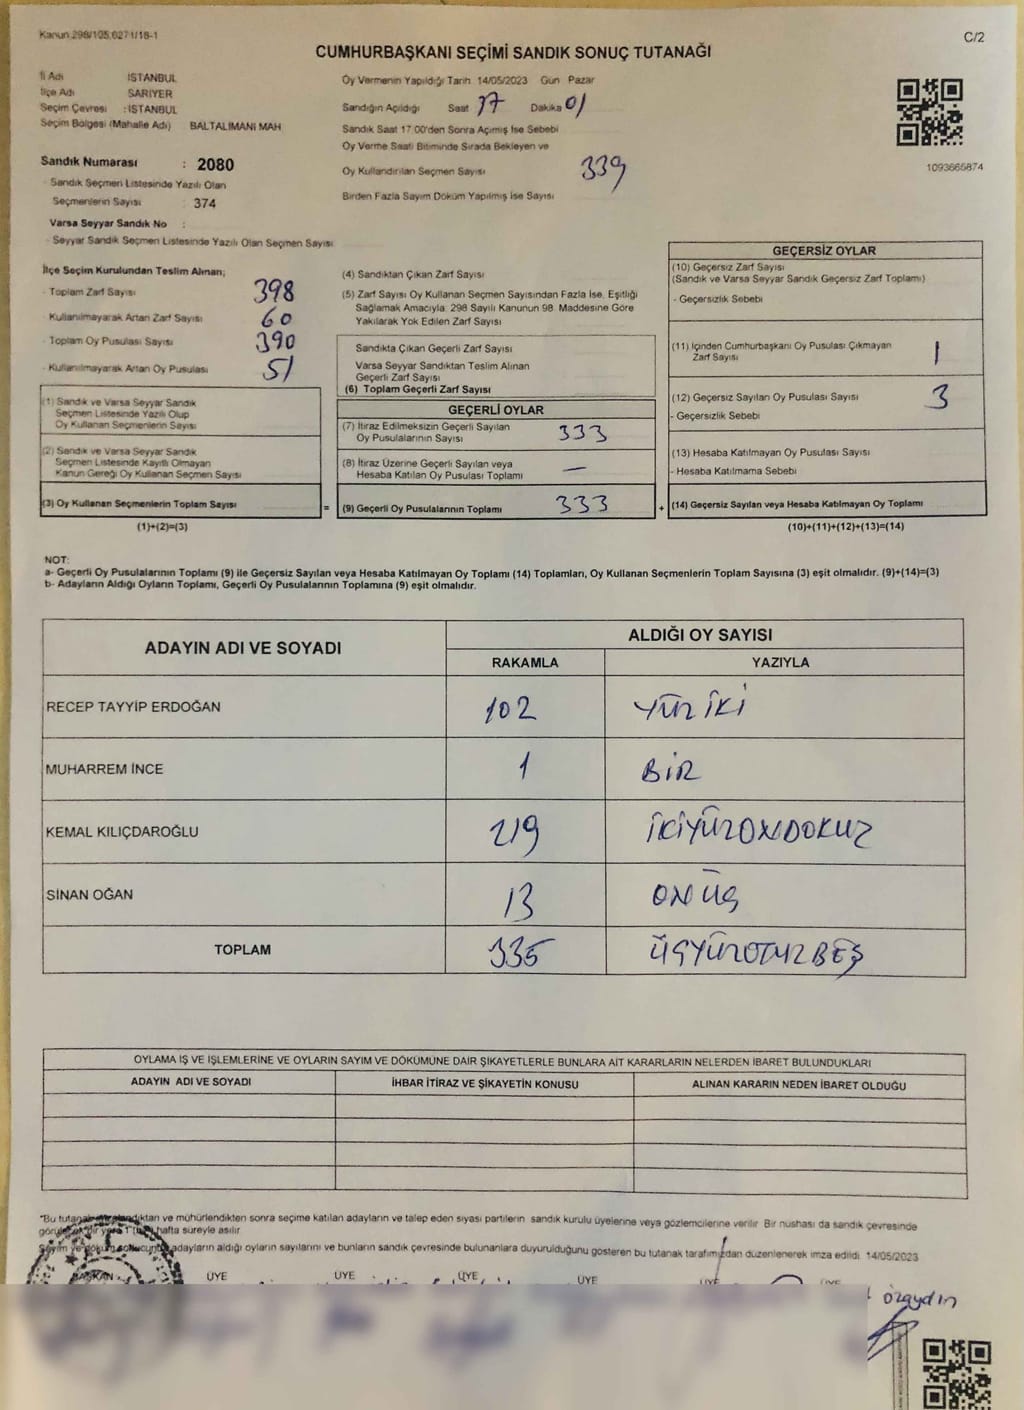 Kanun 298/105,6271/18-1
C/2
CUMHURBAŞKANI SEÇİMİ SANDIK SONUÇ TUTANAĞI
İl Adı İSTANBUL
İlçe Adı SARIYER
Seçim Çevresi : İSTANBUL
Seçim Bölgesi (Mahalle Adı) BALTALİMANI MAH
Sandık Numarası : 2080
- Sandık Seçmen Listesinde Yazılı Olan
Seçmenlerin Sayısı : 374
Varsa Seyyar Sandık No :
- Seyyar Sandık Seçmen Listesinde Yazılı Olan Seçmen Sayısı
Oy Vermenin Yapıldığı Tarih 14/05/2023 Gün Pazar
Sandığın Açıldığı Saat 17 Dakika 01
Sandık Saat 17:00'den Sonra Açılmış İse Sebebi
Oy Verme Saati Bitiminde Sırada Bekleyen ve
Oy Kullandırılan Seçmen Sayısı 339
Birden Fazla Sayım Döküm Yapılmış İse Sayısı
1093665874
İlçe Seçim Kurulundan Teslim Alınan;
- Toplam Zarf Sayısı 398
- Kullanılmayarak Artan Zarf Sayısı 60
- Toplam Oy Pusulası Sayısı 390
- Kullanılmayarak Artan Oy Pusulası 51
(1) Sandık ve Varsa Seyyar Sandık
Seçmen Listesinde Yazılı Olup
Oy Kullanan Seçmenlerin Sayısı
(2) Sandık ve Varsa Seyyar Sandık
Seçmen Listesinde Kayıtlı Olmayan
Kanun Gereği Oy Kullanan Seçmen Sayısı
(3) Oy Kullanan Seçmenlerin Toplam Sayısı
(1)+(2)=(3)
(4) Sandıktan Çıkan Zarf Sayısı
(5) Zarf Sayısı Oy Kullanan Seçmen Sayısından Fazla İse, Eşitliği
Sağlamak Amacıyla, 298 Sayılı Kanunun 98. Maddesine Göre
Yakılarak Yok Edilen Zarf Sayısı
Sandıkta Çıkan Geçerli Zarf Sayısı
Varsa Seyyar Sandıktan Teslim Alınan
Geçerli Zarf Sayısı
(6) Toplam Geçerli Zarf Sayısı
GEÇERLİ OYLAR
(7) İtiraz Edilmeksizin Geçerli Sayılan
Oy Pusulalarının Sayısı 333
(8) İtiraz Üzerine Geçerli Sayılan veya
Hesaba Katılan Oy Pusulası Toplamı —
= (9) Geçerli Oy Pusulalarının Toplamı 333
GEÇERSİZ OYLAR
(10) Geçersiz Zarf Sayısı
(Sandık ve Varsa Seyyar Sandık Geçersiz Zarf Toplamı)
- Geçersizlik Sebebi
(11) İçinden Cumhurbaşkanı Oy Pusulası Çıkmayan
Zarf Sayısı 1
(12) Geçersiz Sayılan Oy Pusulası Sayısı 3
- Geçersizlik Sebebi
(13) Hesaba Katılmayan Oy Pusulası Sayısı
- Hesaba Katılmama Sebebi
+ (14) Geçersiz Sayılan veya Hesaba Katılmayan Oy Toplamı
(10)+(11)+(12)+(13)=(14)
NOT:
a- Geçerli Oy Pusulalarının Toplamı (9) ile Geçersiz Sayılan veya Hesaba Katılmayan Oy Toplamı (14) Toplamları, Oy Kullanan Seçmenlerin Toplam Sayısına (3) eşit olmalıdır. (9)+(14)=(3)
b- Adayların Aldığı Oyların Toplamı, Geçerli Oy Pusulalarının Toplamına (9) eşit olmalıdır.
ADAYIN ADI VE SOYADI ALDIĞI OY SAYISI
RAKAMLA YAZIYLA
RECEP TAYYİP ERDOĞAN 102 YÜZ İKİ
MUHARREM İNCE 1 BİR
KEMAL KILIÇDAROĞLU 219 İKİYÜZONDOKUZ
SİNAN OĞAN 13 ONÜÇ
TOPLAM 335 ÜÇYÜZOTUZBEŞ
OYLAMA İŞ VE İŞLEMLERİNE VE OYLARIN SAYIM VE DÖKÜMÜNE DAİR ŞİKAYETLERLE BUNLARA AİT KARARLARIN NELERDEN İBARET BULUNDUKLARI
ADAYIN ADI VE SOYADI İHBAR İTİRAZ VE ŞİKAYETİN KONUSU ALINAN KARARIN NEDEN İBARET OLDUĞU
*Bu tutanak mühürlendikten sonra seçime katılan adayların ve talep eden siyasi partilerin sandık kurulu üyelerine veya gözlemcilerine verilir. Bir nushası da sandık çevresinde
hafta süreyle asılır
Sayım ve döküm sonucunda adayların aldığı oyların sayılarını ve bunların sandık çevresinde bulunanlara duyurulduğunu gösteren bu tutanak tarafımızdan düzenlenerek imza edildi. 14/05/2023
BAŞKAN ÜYE ÜYE ÜYE ÜYE ÜYE ÜYE
özaydın